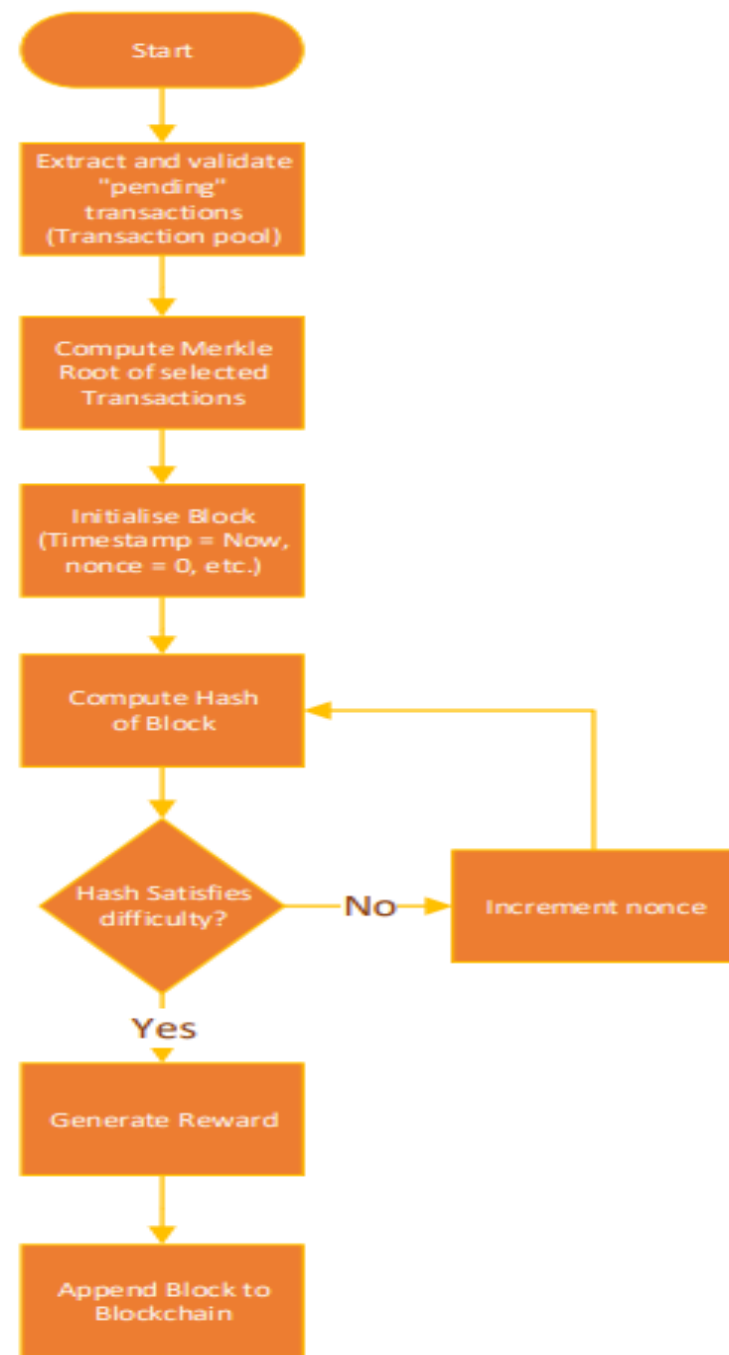 Start
Extract and validate
"pending"
transactions
(Transaction pool)
Compute Merkle
Root of selected
Transactions
Initialise Block
(Timestamp = Now,
nonce = 0, etc.)
Compute Hash
of Block
Hash Satisfies
difficulty?
No
Increment nonce
Yes
Generate Reward
Append Block to
Blockchain